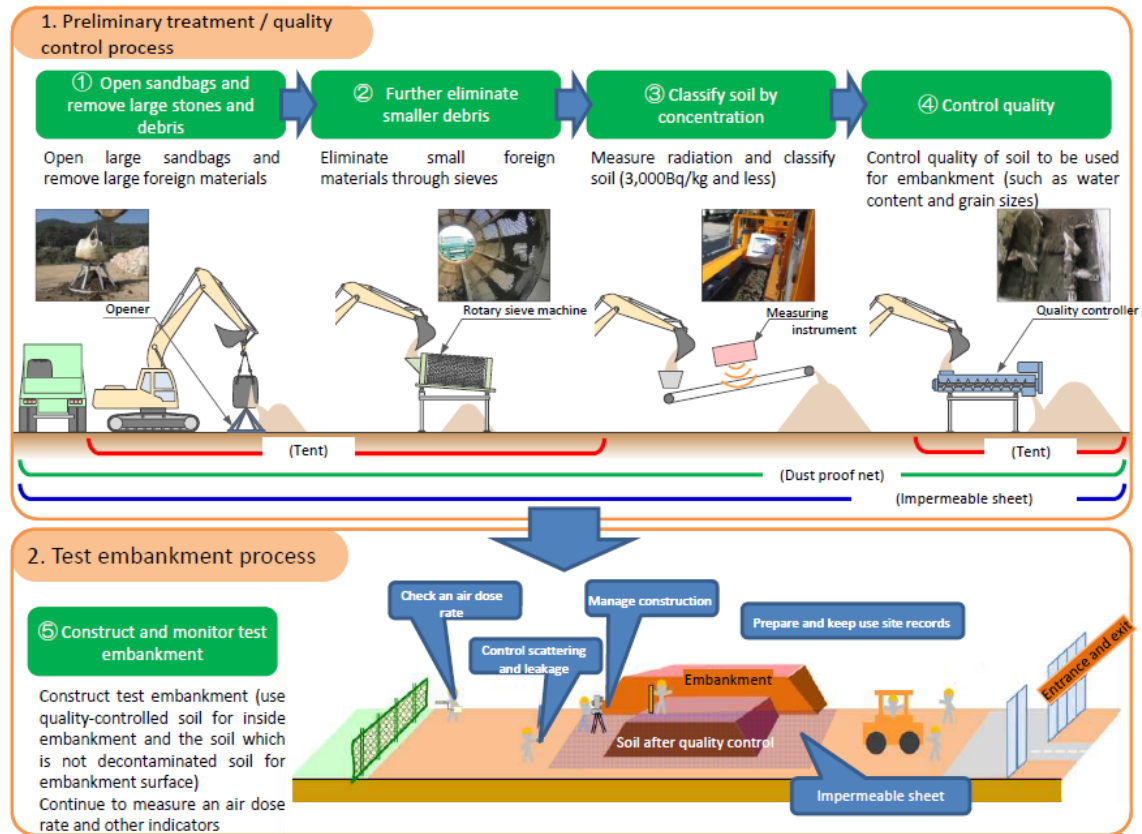 1. Preliminary treatment / quality
control process
① Open sandbags and
remove large stones and
debris
② Further eliminate
smaller debris
③ Classify soil by
concentration
④ Control quality
Open large sandbags and
remove large foreign materials
Eliminate small foreign
materials through sieves
Measure radiation and classify
soil (3,000Bq/kg and less)
Control quality of soil to be used
for embankment (such as water
content and grain sizes)
Opener
Rotary sieve machine
Measuring
instrument
Quality controller
(Tent)
(Tent)
(Dust proof net)
(Impermeable sheet)
2. Test embankment process
⑤ Construct and monitor test
embankment
Construct test embankment (use
quality-controlled soil for inside
embankment and the soil which
is not decontaminated soil for
embankment surface)
Continue to measure an air dose
rate and other indicators
Check an air dose
rate
Control scattering
and leakage
Manage construction
Prepare and keep use site records
Embankment
Soil after quality control
Impermeable sheet
Entrance and exit